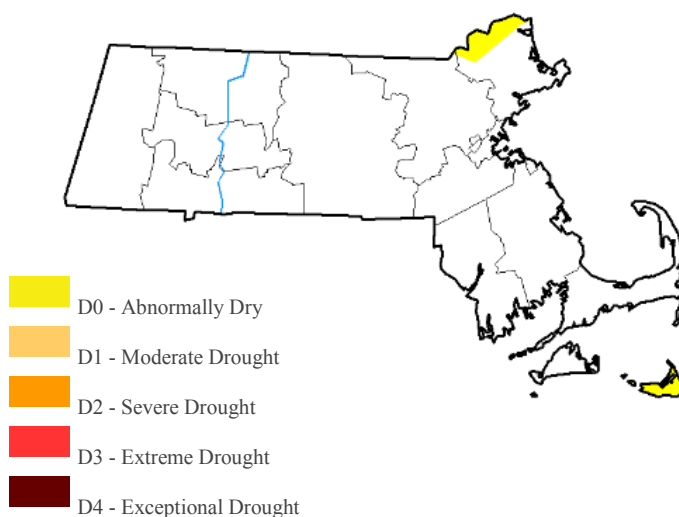 D0 - Abnormally Dry
D1 - Moderate Drought
D2 - Severe Drought
D3 - Extreme Drought
D4 - Exceptional Drought